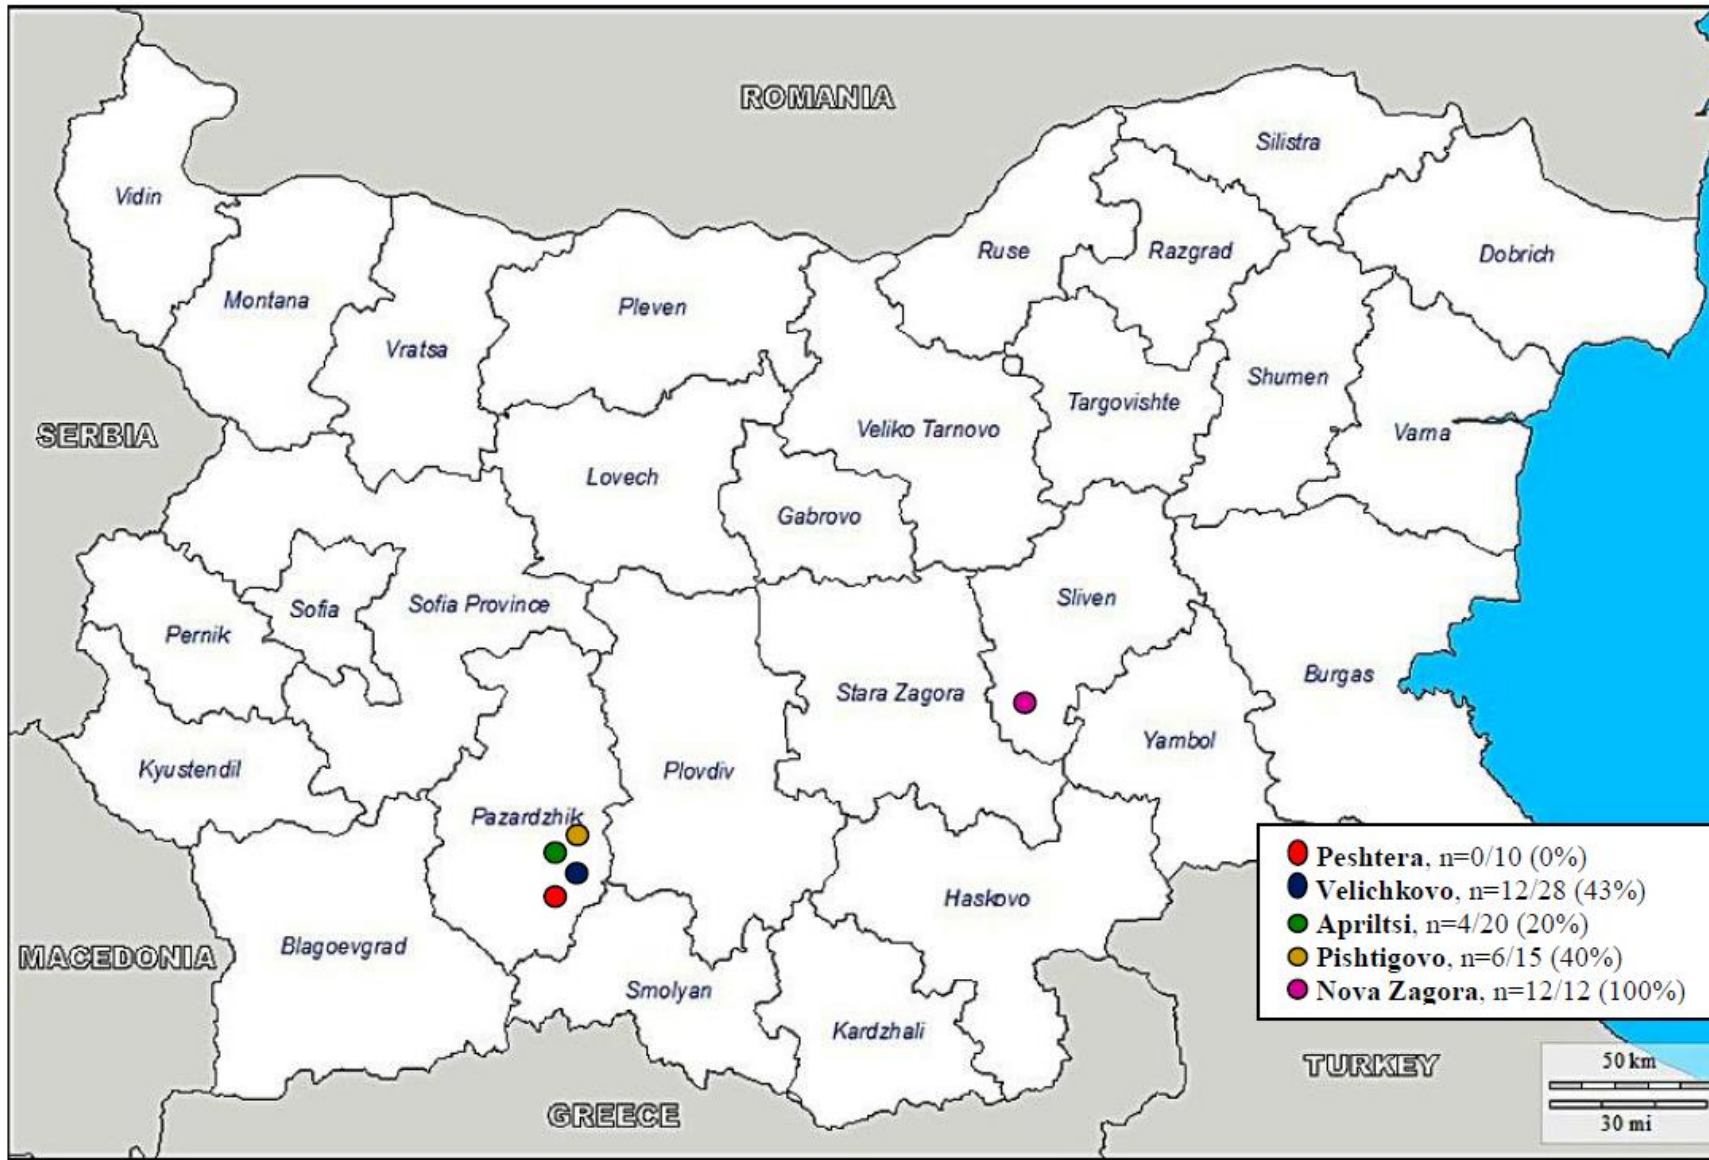 ROMANIA
Silistra
Vidin
Ruse
Razgrad
Dobrich
Montana
Pleven
Vratsa
Shumen
Targovishte
SERBIA
Veliko Tarnovo
Varna
Lovech
Gabrovo
Sofia
Sofia Province
Sliven
Pernik
Burgas
Stara Zagora
Yambol
Kyustendil
Plovdiv
Pazardzhik
Peshtera, n=0/10 (0%)
Velichkovo, n=12/28 (43%)
Apriltsi, n=4/20 (20%)
Pishtigovo, n=6/15 (40%)
Nova Zagora, n=12/12 (100%)
Haskovo
Blagoevgrad
MACEDONIA
Smolyan
Kardzhali
TURKEY
50 km
30 mi
GREECE